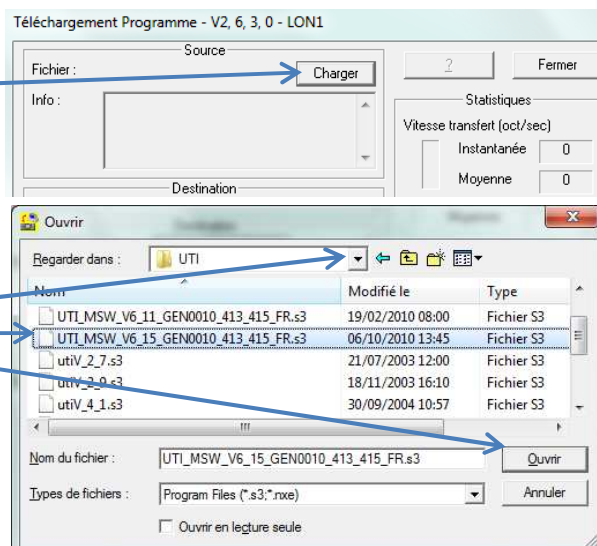 Téléchargement Programme - V2, 6, 3, 0 - LON1
Source
Fichier :
Charger
?
Fermer
Info :
Statistiques
Vitesse transfert (oct/sec)
Instantanée 0
Moyenne 0
Destination
Ouvrir
Regarder dans : UTI
Nom Modifié le Type
UTI_MSW_V6_11_GEN0010_413_415_FR.s3 19/02/2010 08:00 Fichier S3
UTI_MSW_V6_15_GEN0010_413_415_FR.s3 06/10/2010 13:45 Fichier S3
utiV_2_7.s3 21/07/2003 12:00 Fichier S3
utiV_2_9.s3 18/11/2003 16:10 Fichier S3
utiV_4_1.s3 30/09/2004 10:57 Fichier S3
Nom du fichier : UTI_MSW_V6_15_GEN0010_413_415_FR.s3 Ouvrir
Types de fichiers : Program Files (*.s3;*.nxe) Annuler
Ouvrir en lecture seule